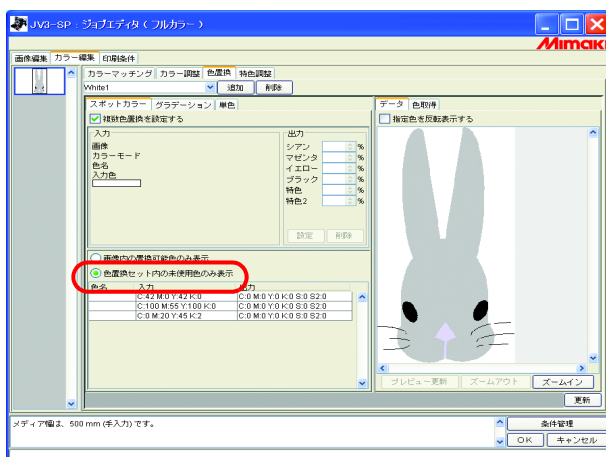 JV3-SP : ジョブエディタ ( フルカラー )
Mimaki
画像編集 カラー編集 印刷条件
カラーマッチング カラー調整 色置換 特色調整
White1 追加 削除
スポットカラー グラデーション 単色
複数色置換を設定する
入力
画像
カラーモード
色名
入力色
出力
シアン %
マゼンタ %
イエロー %
ブラック %
特色 %
特色2 %
設定 削除
画像内の置換可能色のみ表示
色置換セット内の未使用色のみ表示
色名 入力 出力
C:42 M:0 Y:42 K:0 C:0 M:0 Y:0 K:0 S:0 S2:0
C:100 M:55 Y:100 K:0 C:0 M:0 Y:0 K:0 S:0 S2:0
C:0 M:20 Y:45 K:2 C:0 M:0 Y:0 K:0 S:0 S2:0
データ 色取得
指定色を反転表示する
プレビュー更新 ズームアウト ズームイン
更新
メディア幅は、500 mm (手入力) です。
条件管理
OK キャンセル